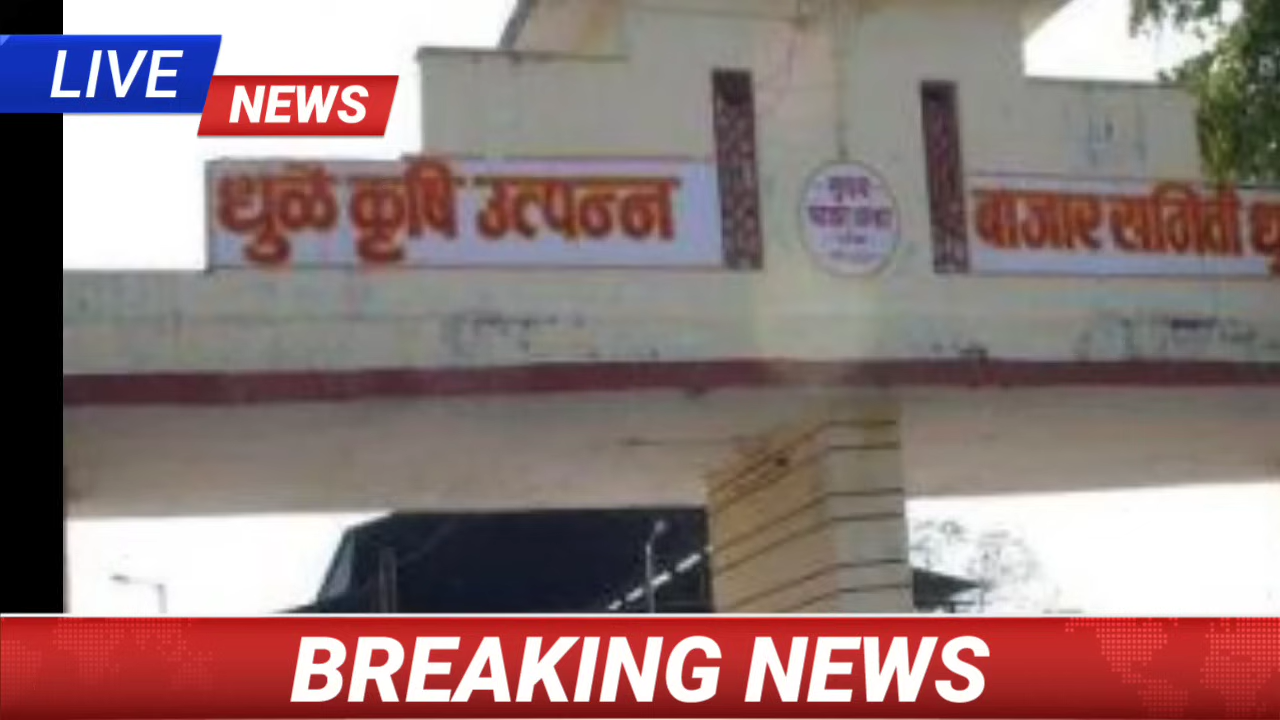 LIVE
NEWS
धुळे कृषि उत्पन्न
बाजार समिती
मुख्य
BREAKING NEWS